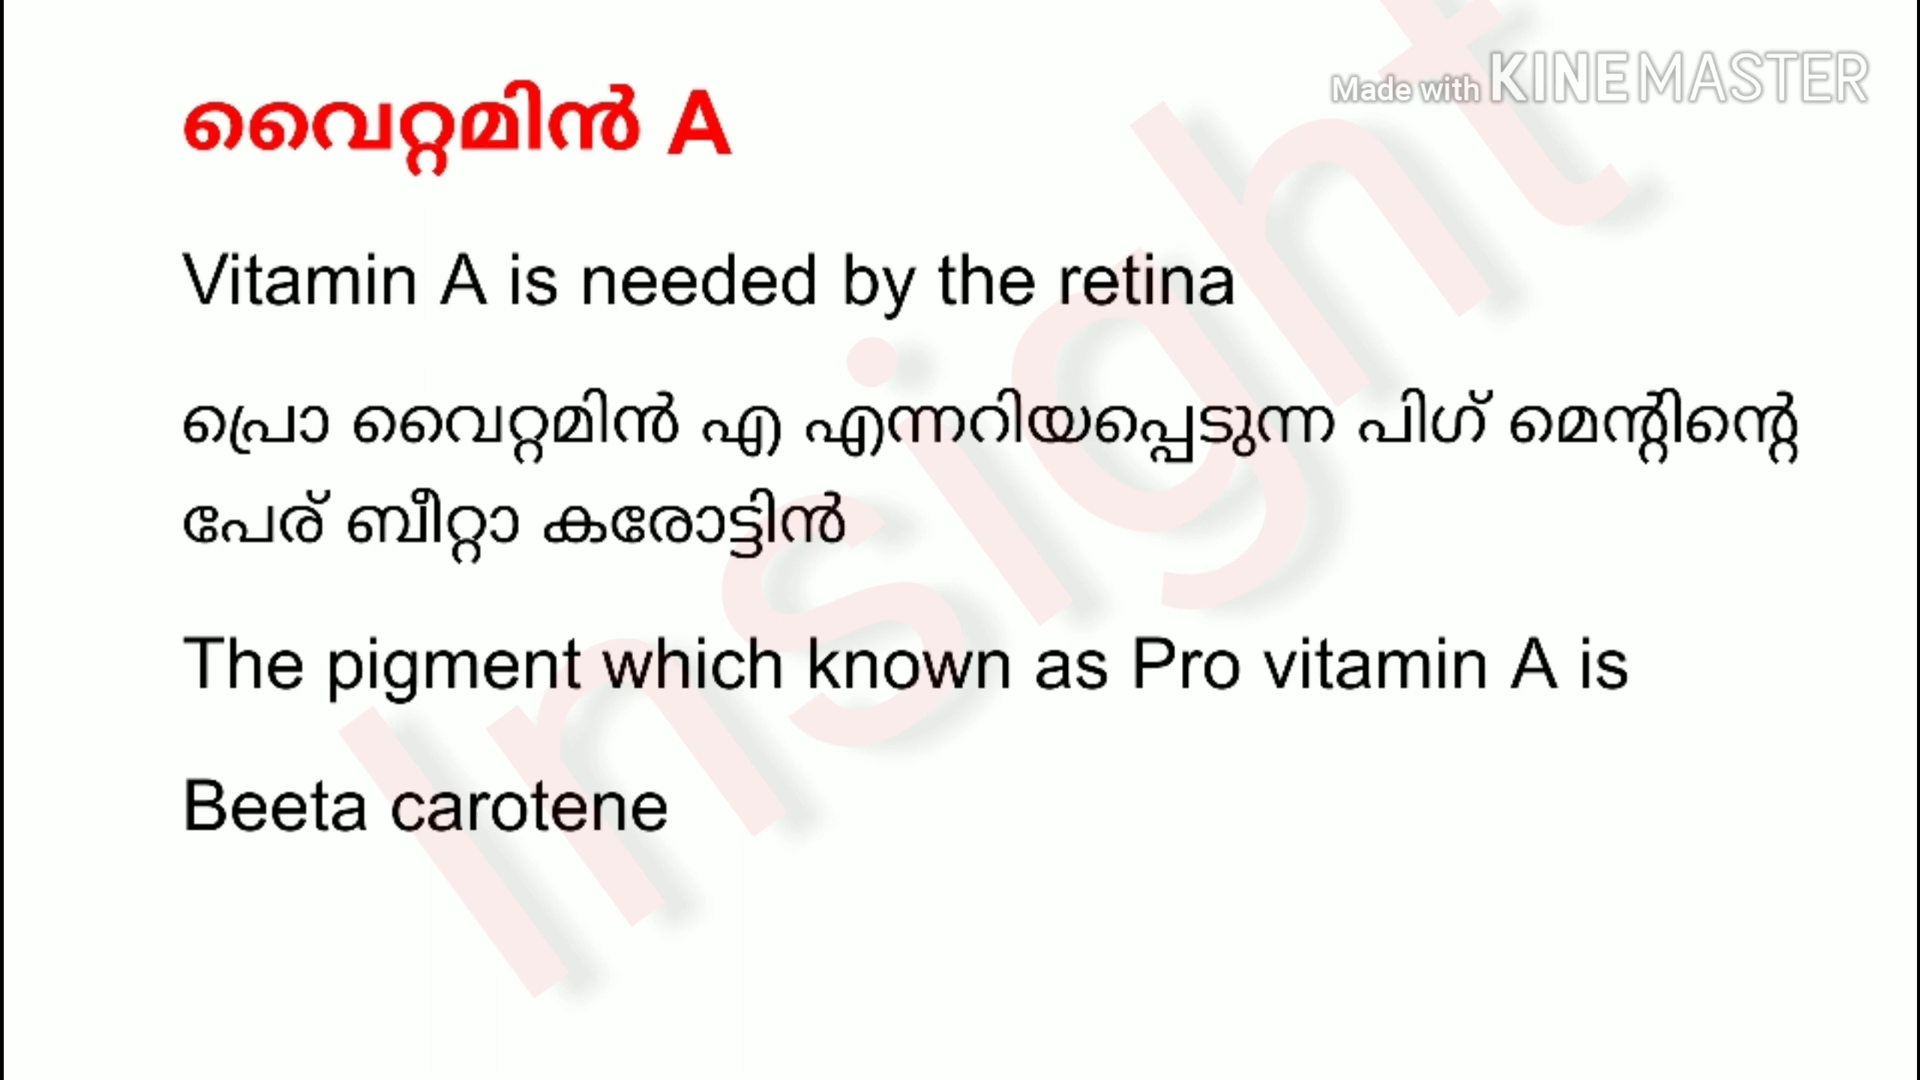 Made with KINEMASTER
വൈറ്റമിൻ A
Vitamin A is needed by the retina
പ്രൊ വൈറ്റമിൻ എ എന്നറിയപ്പെടുന്ന പിഗ് മെന്റിന്റെ
പേര് ബീറ്റാ കരോട്ടിൻ
The pigment which known as Pro vitamin A is
Beeta carotene
Insight